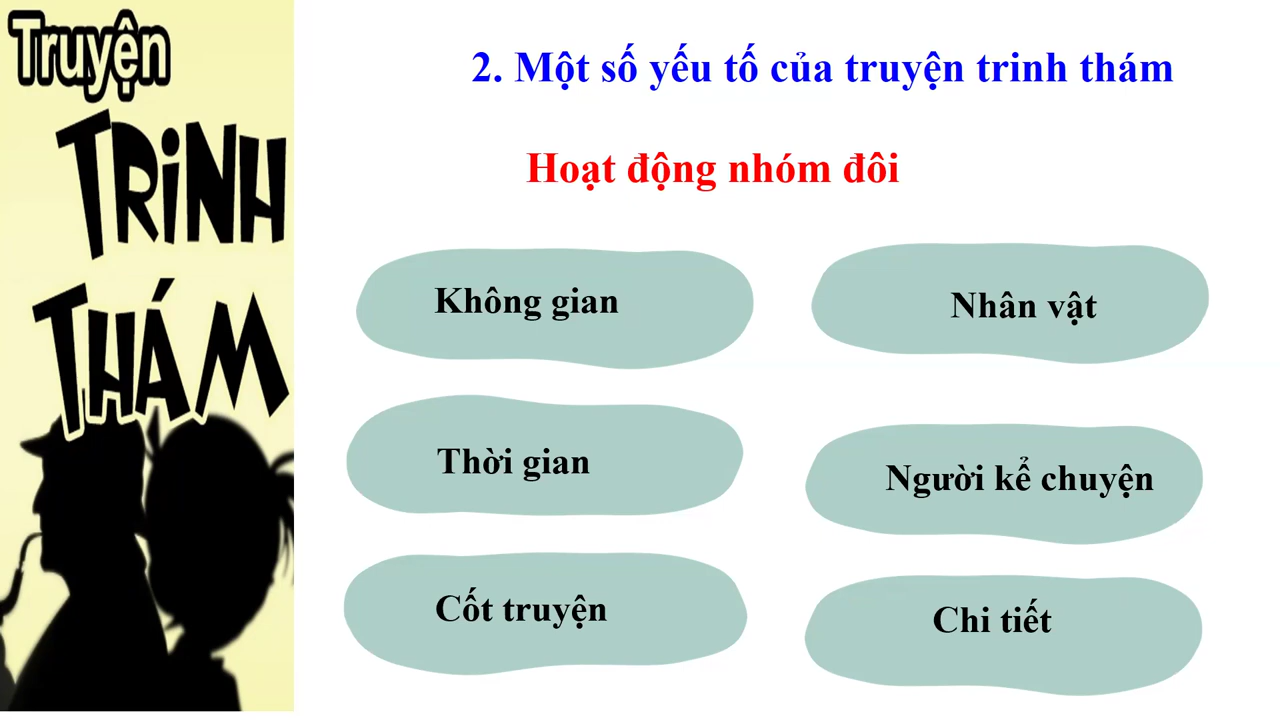 Truyện
TRiNH
THÁM
2. Một số yếu tố của truyện trinh thám
Hoạt động nhóm đôi
Không gian
Nhân vật
Thời gian
Người kể chuyện
Cốt truyện
Chi tiết